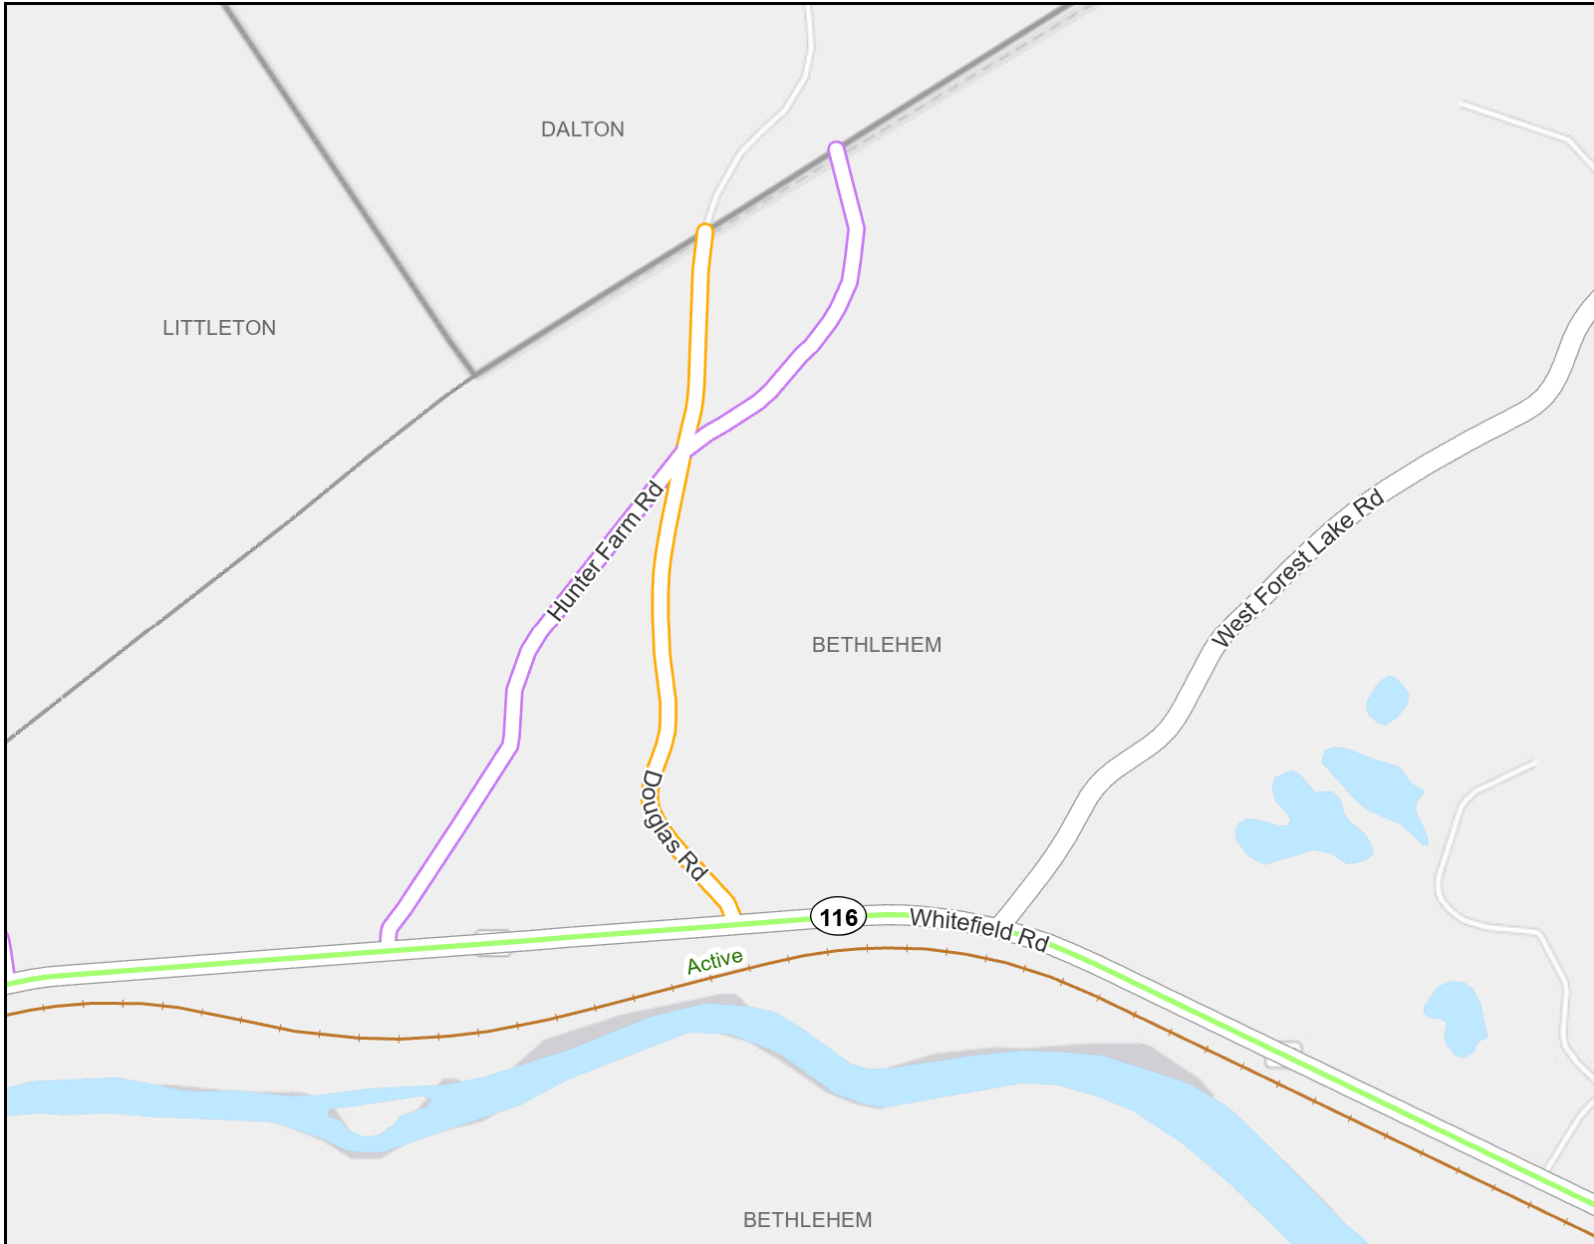 DALTON
LITTLETON
Hunter Farm Rd
West Forest Lake Rd
BETHLEHEM
Douglas Rd
116
Whitefield Rd
Active
BETHLEHEM